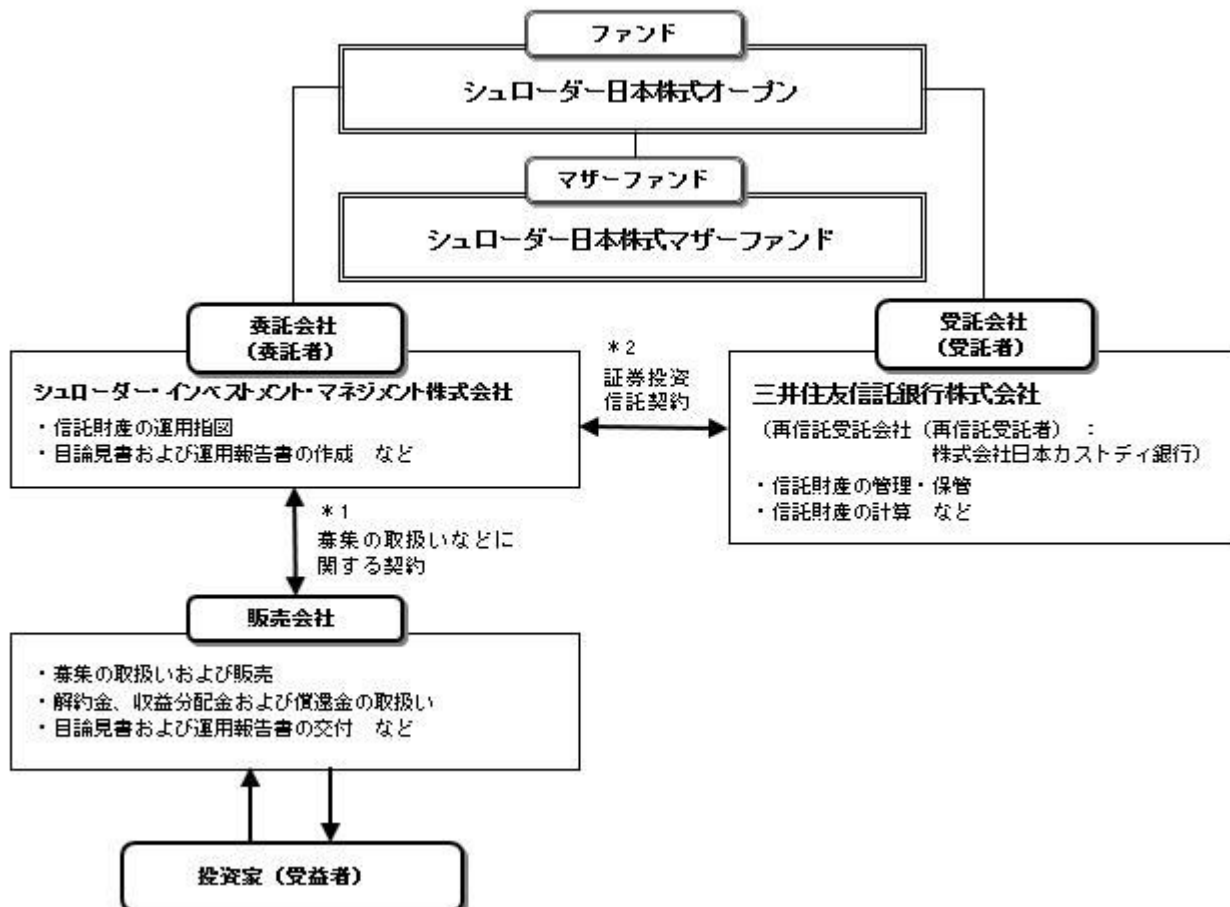 ファンド
シュローダー日本株式オープン
マザーファンド
シュローダー日本株式マザーファンド
委託会社
(委託者)
シュローダー・インベストメント・マネジメント株式会社
・信託財産の運用指図
・目論見書および運用報告書の作成 など
*2
証券投資
信託契約
受託会社
(受託者)
三井住友信託銀行株式会社
(再信託受託会社(再信託受託者) :
株式会社日本カストディ銀行)
・信託財産の管理・保管
・信託財産の計算 など
*1
募集の取扱いなどに
関する契約
販売会社
・募集の取扱いおよび販売
・解約金、収益分配金および償還金の取扱い
・目論見書および運用報告書の交付 など
投資家(受益者)